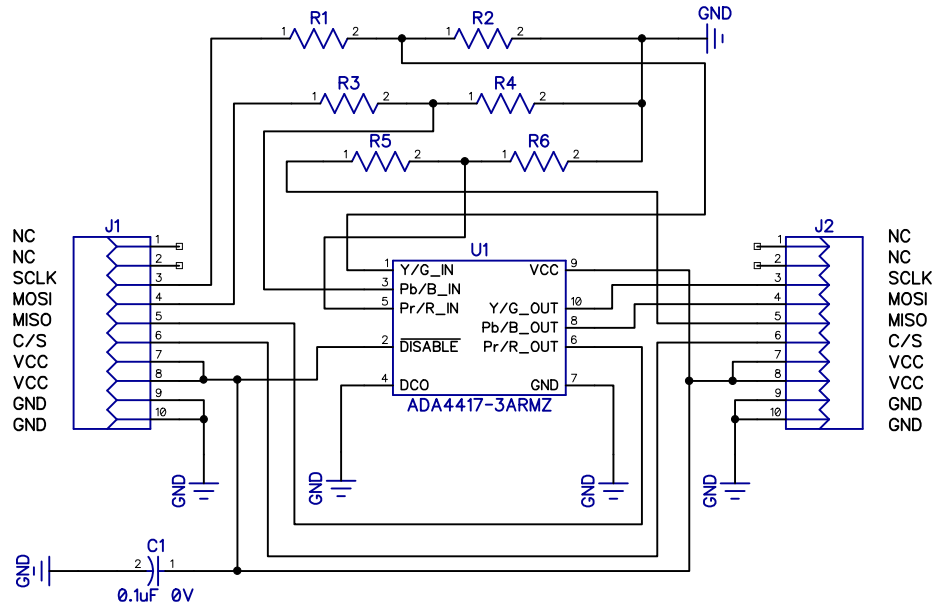 GND
R1
R2
1
2
1
2
R3
R4
1
2
1
2
R5
R6
1
2
1
2
J1
NC
NC
SCLK
MOSI
MISO
C/S
VCC
VCC
GND
GND
1
2
3
4
5
6
7
8
9
10
U1
1
3
5
2
4
Y/G_IN
Pb/B_IN
Pr/R_IN
DISABLE
DCO
VCC
Y/G_OUT
Pb/B_OUT
Pr/R_OUT
GND
9
10
8
6
7
ADA4417-3ARMZ
J2
1
2
3
4
5
6
7
8
9
10
NC
NC
SCLK
MOSI
MISO
C/S
VCC
VCC
GND
GND
GND
GND
GND
GND
GND
C1
2
1
0.1uF 0V